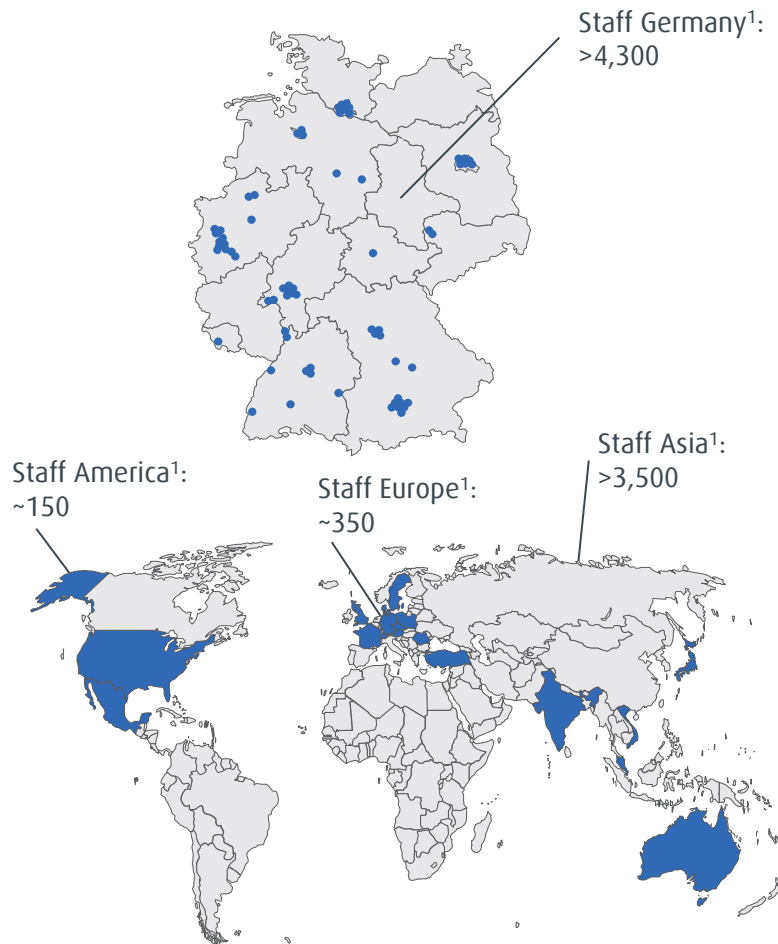 Staff Germany¹:
>4,300
Staff America¹:
~150
Staff Europe¹:
~350
Staff Asia¹:
>3,500